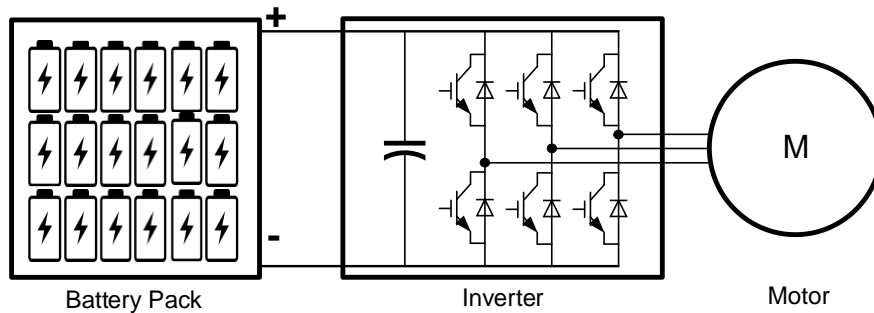 +
M
-
Battery Pack
Inverter
Motor